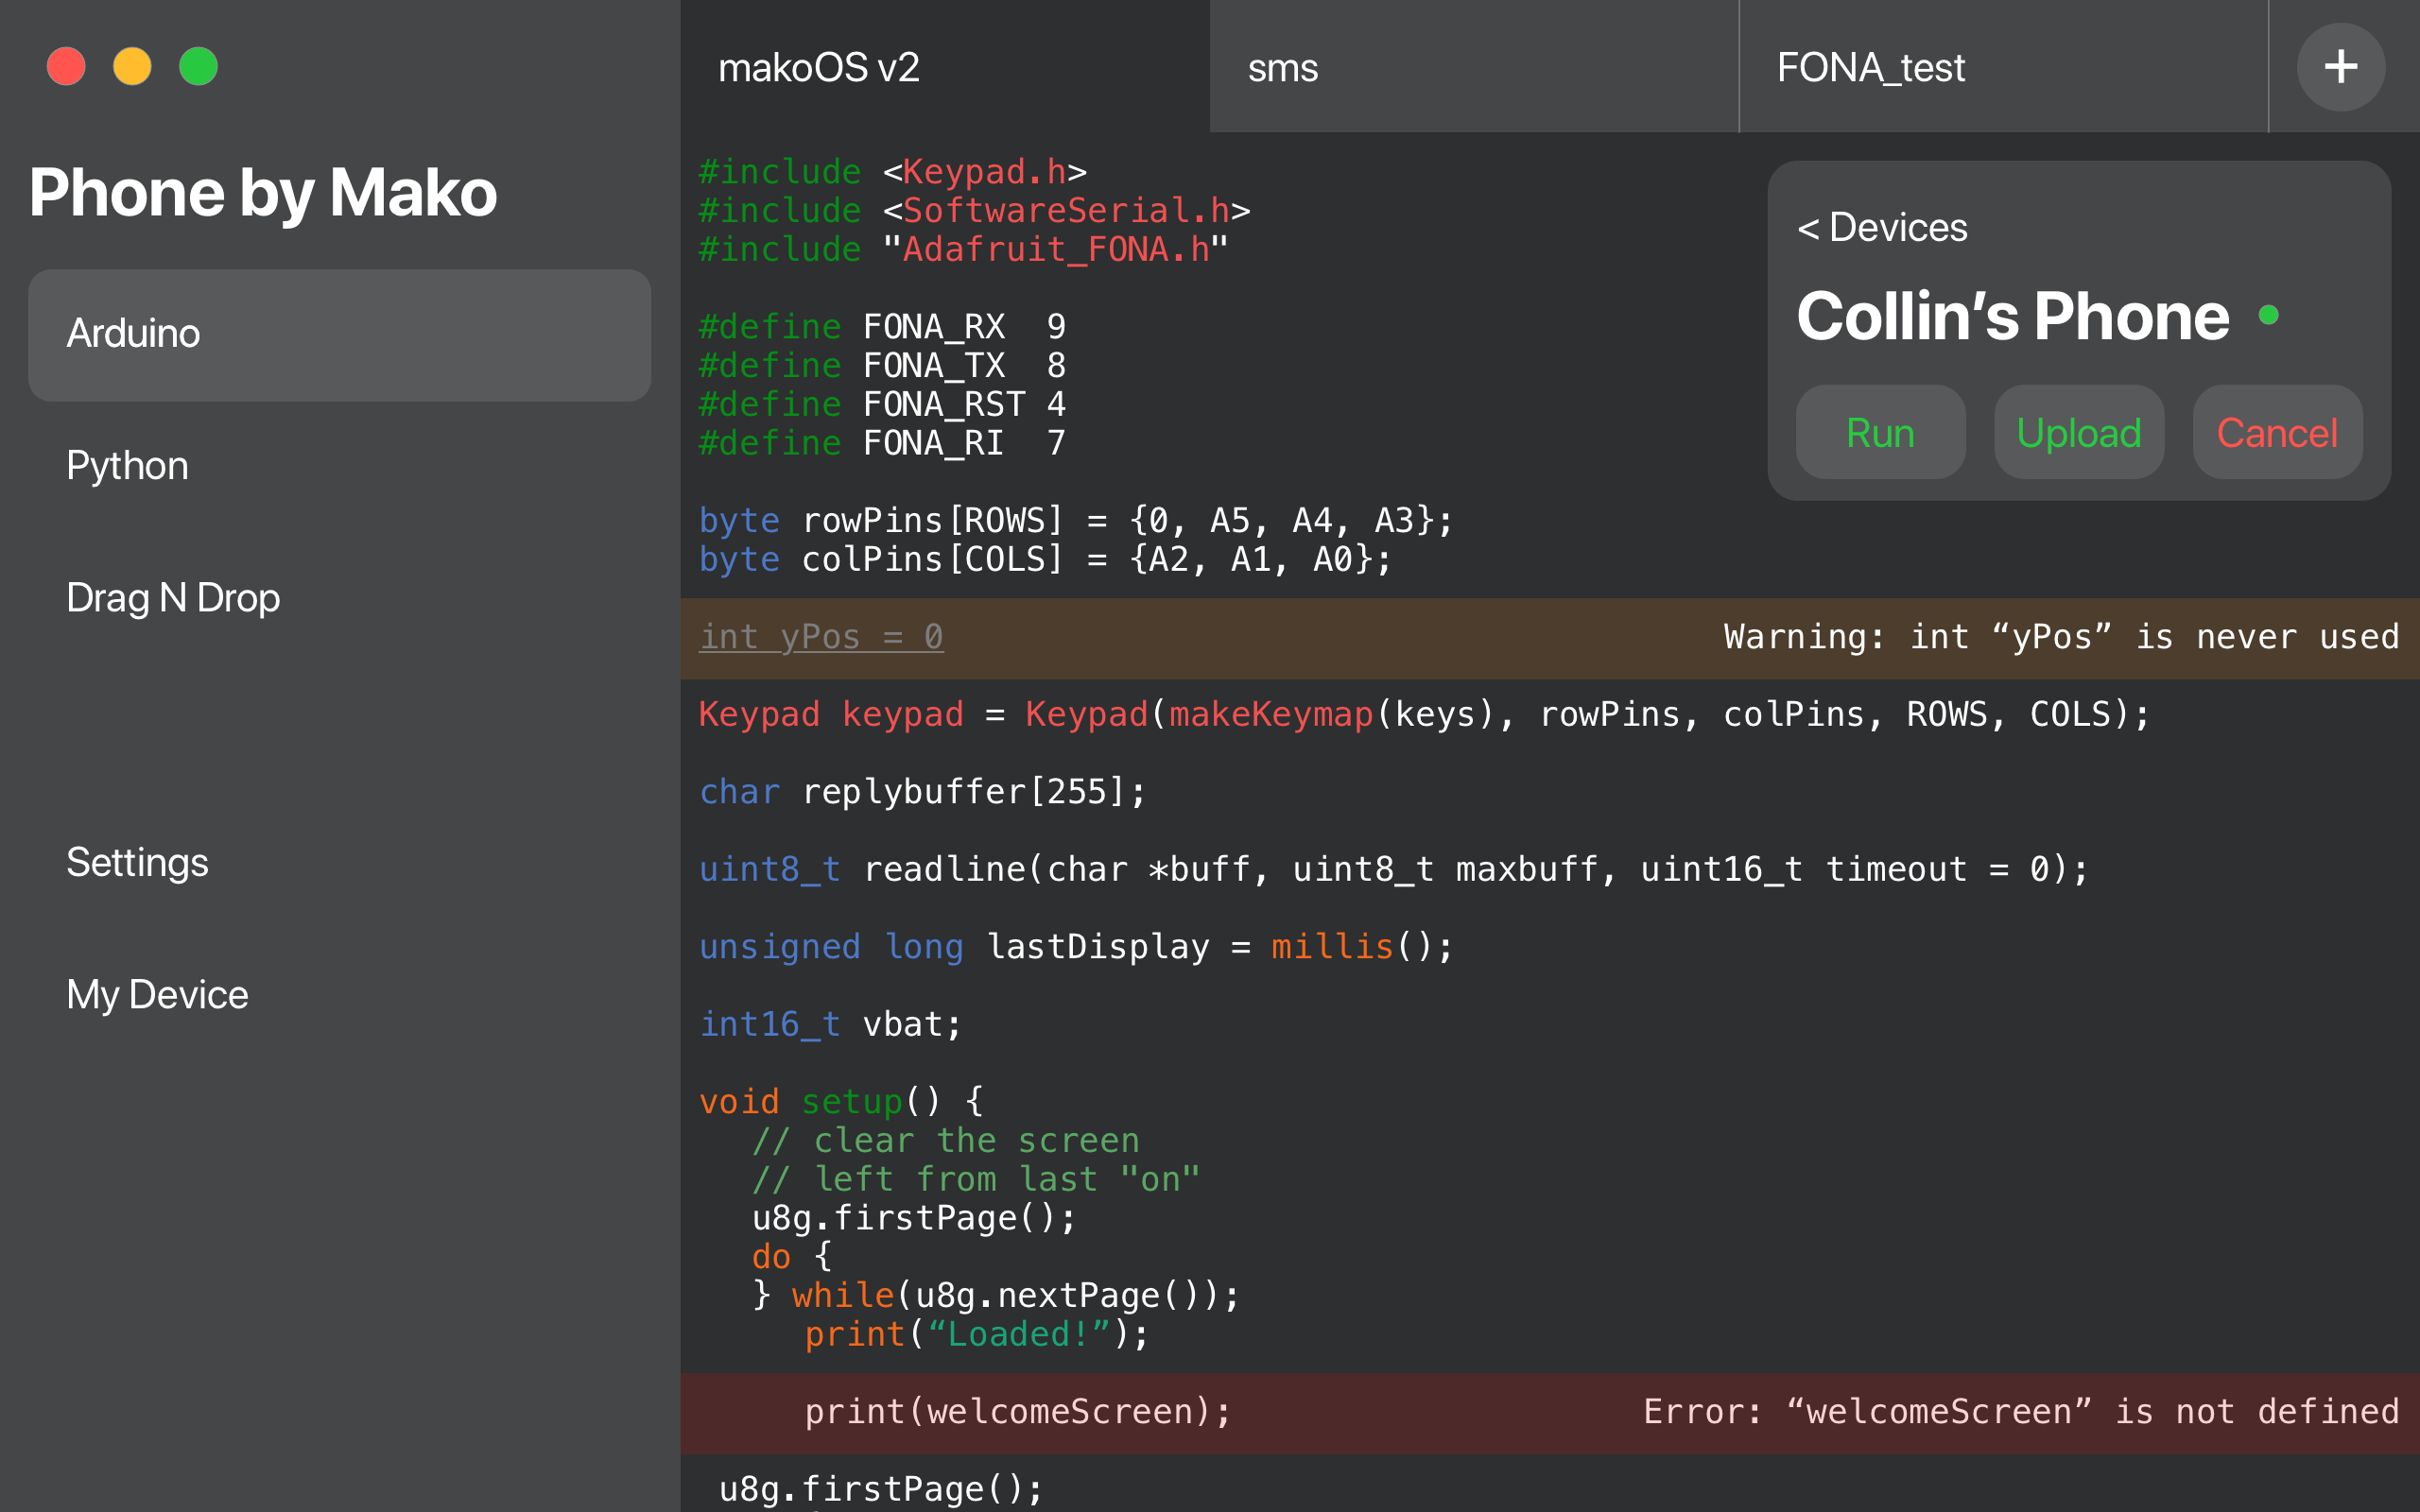 Phone by Mako
Arduino
Python
Drag N Drop
Settings
My Device
makoOS v2
sms
FONA_test
+
#include <Keypad.h>
#include <SoftwareSerial.h>
#include "Adafruit_FONA.h"
#define FONA_RX  9
#define FONA_TX  8
#define FONA_RST 4
#define FONA_RI  7
byte rowPins[ROWS] = {0, A5, A4, A3};
byte colPins[COLS] = {A2, A1, A0};
int yPos = 0
Warning: int “yPos” is never used
Keypad keypad = Keypad(makeKeymap(keys), rowPins, colPins, ROWS, COLS);
char replybuffer[255];
uint8_t readline(char *buff, uint8_t maxbuff, uint16_t timeout = 0);
unsigned long lastDisplay = millis();
int16_t vbat;
void setup() {
// clear the screen
// left from last "on"
u8g.firstPage();
do {
} while(u8g.nextPage());
print(“Loaded!”);
print(welcomeScreen);
Error: “welcomeScreen” is not defined
u8g.firstPage();
< Devices
Collin’s Phone
Run
Upload
Cancel